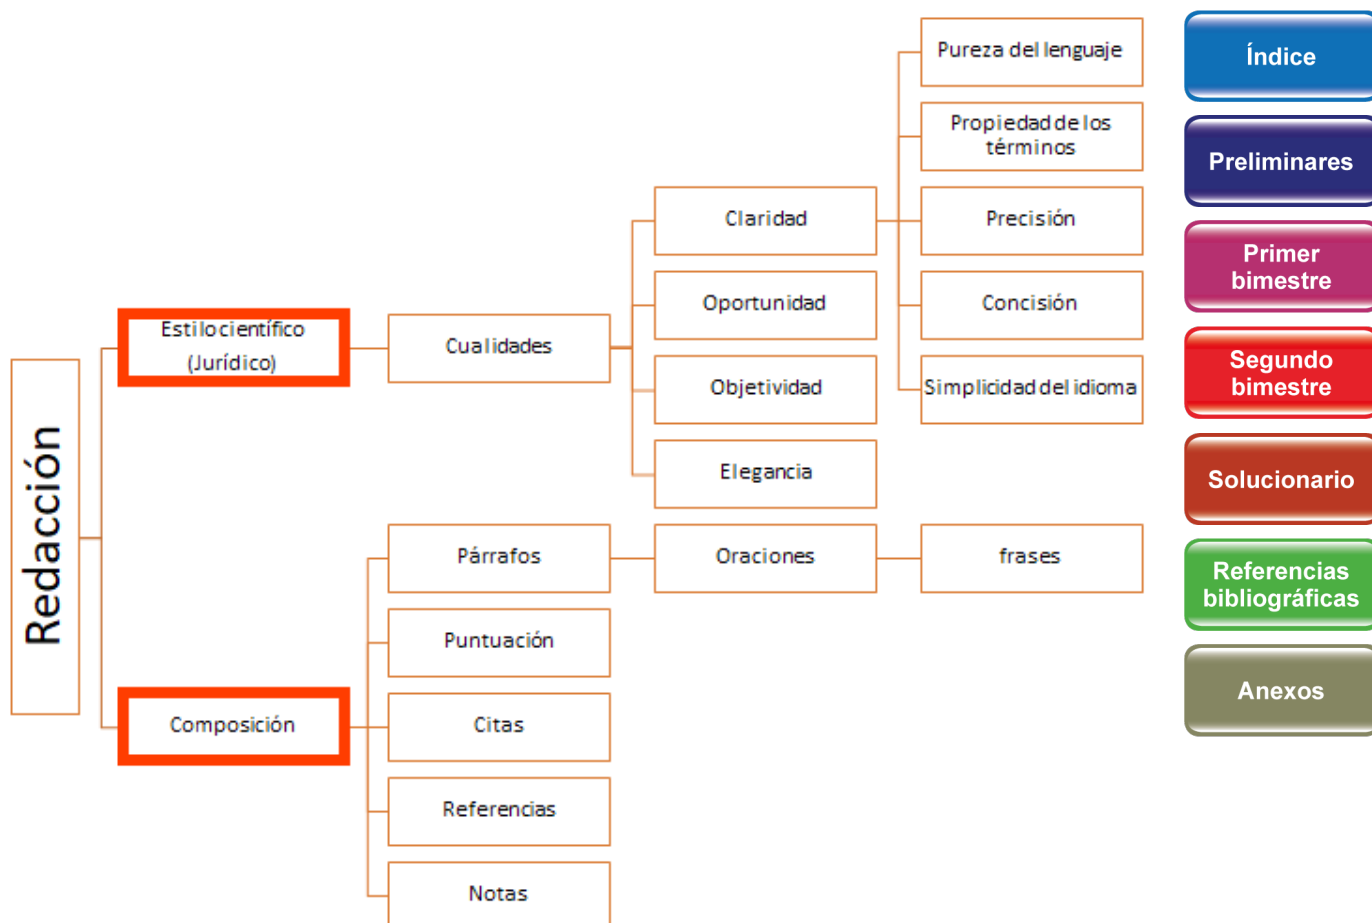 Redacción
Estilo científico
(Jurídico)
Cualidades
Claridad
Pureza del lenguaje
Propiedad de los
términos
Precisión
Concisión
Simplicidad del idioma
Oportunidad
Objetividad
Elegancia
Composición
Párrafos
Oraciones
frases
Puntuación
Citas
Referencias
Notas
Índice
Preliminares
Primer
bimestre
Segundo
bimestre
Solucionario
Referencias
bibliográficas
Anexos